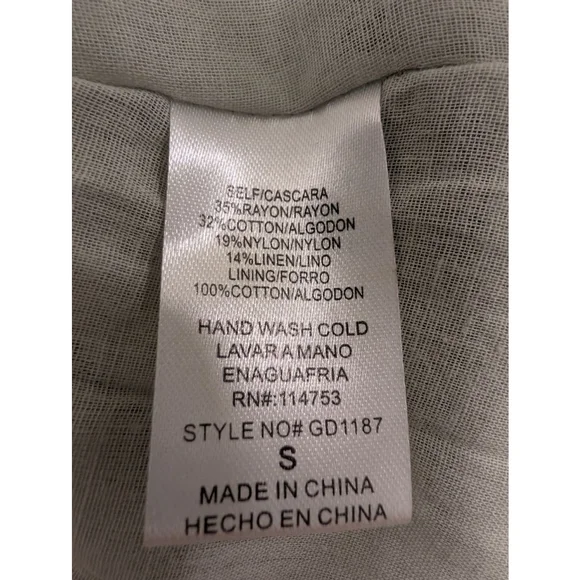 SELF/CASCARA
35%RAYON/RAYON
32%COTTON/ALGODON
19%NYLON/NYLON
14%LINEN/LINO
LINING/FORRO
100%COTTON/ALGODON
HAND WASH COLD
LAVAR A MANO
ENAGUAFRIA
RN#:114753
STYLE NO# GD1187
S
MADE IN CHINA
HECHO EN CHINA